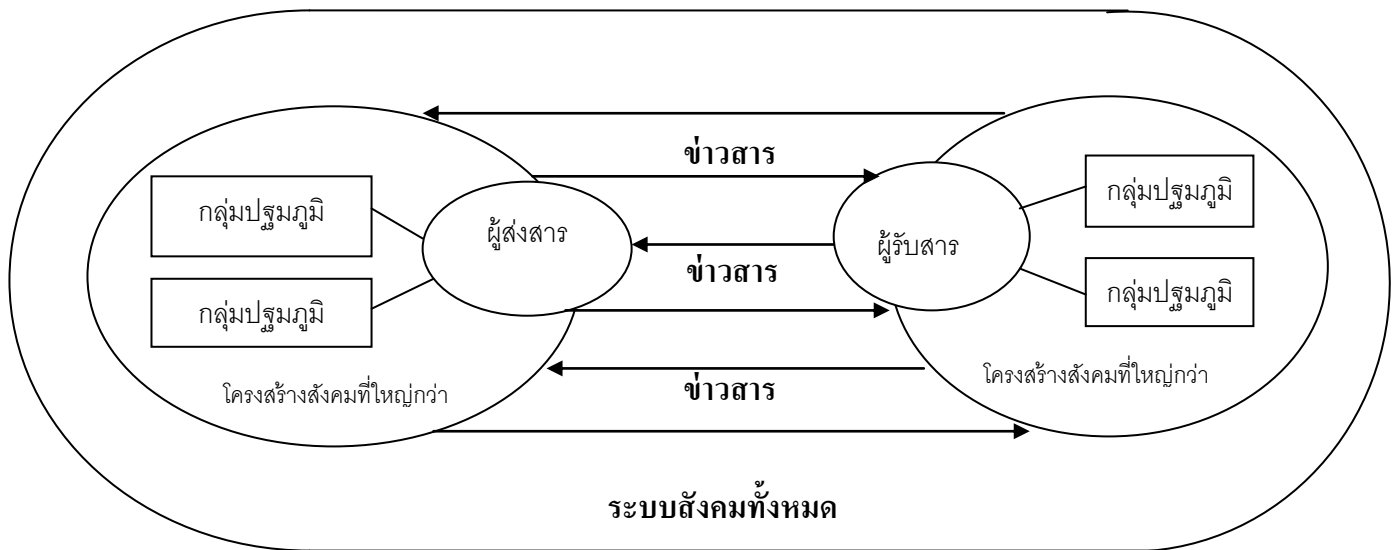 ข่าวสาร
กลุ่มปฐมภูมิ
กลุ่มปฐมภูมิ
ผู้ส่งสาร
ผู้รับสาร
ข่าวสาร
กลุ่มปฐมภูมิ
กลุ่มปฐมภูมิ
โครงสร้างสังคมที่ใหญ่กว่า
ข่าวสาร
โครงสร้างสังคมที่ใหญ่กว่า
ระบบสังคมทั้งหมด